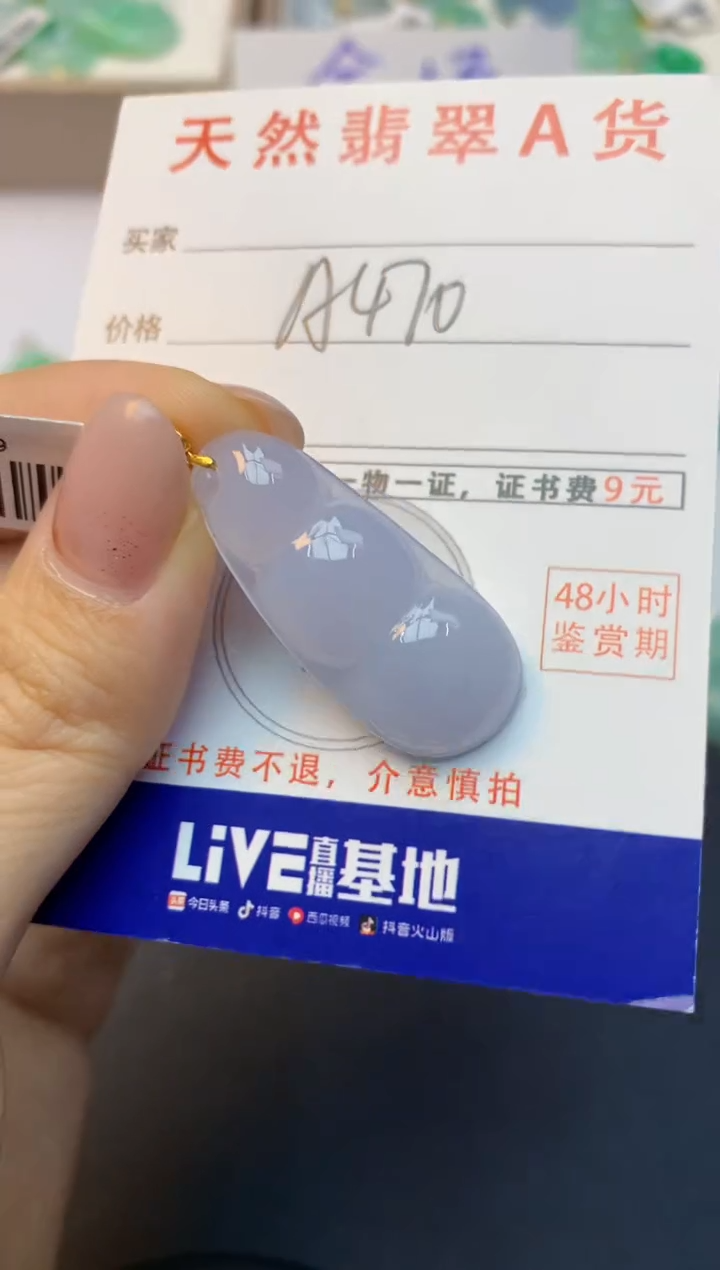 天然翡翠A货
买家
价格 A470
一物一证，证书费9元
48小时
鉴赏期
证书费不退，介意慎拍
LiVE直播基地
今日头条 抖音 西瓜视频 抖音火山版